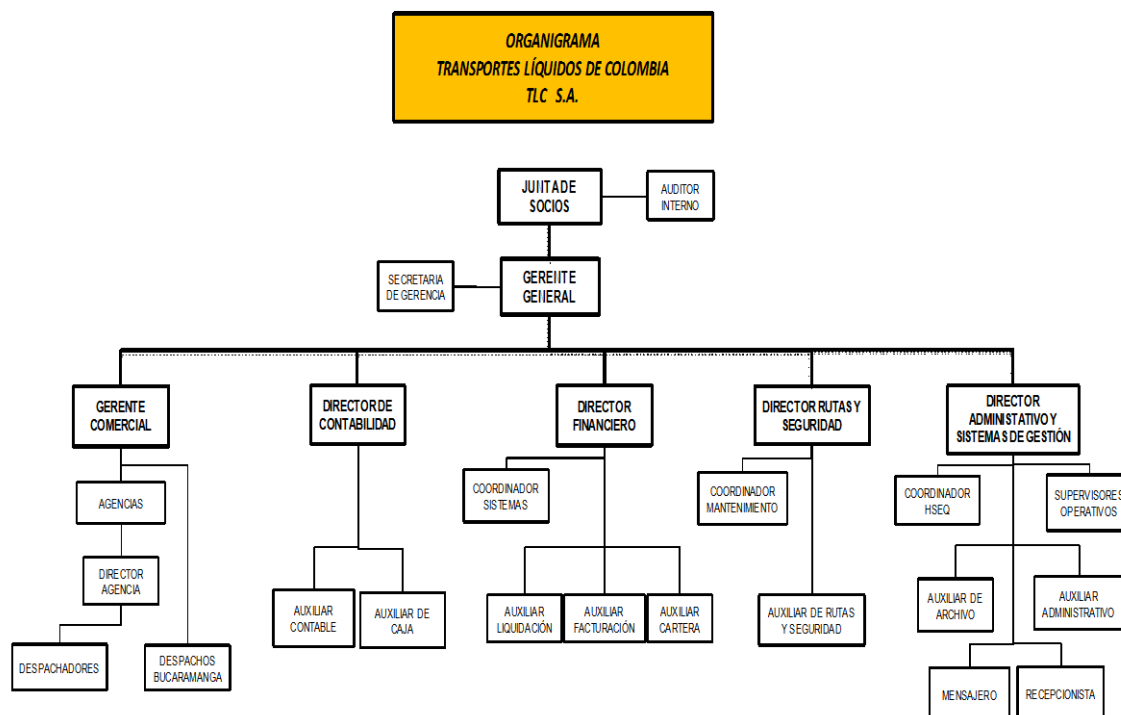 ORGANIGRAMA
TRANSPORTES LÍQUIDOS DE COLOMBIA
TLC S.A.
JUIITA DE
SOCIOS
AUDITOR
INTERNO
SECRETARIA
DE GERENCIA
GEREIITE
GEIIERAL
GERENTE
COMERCIAL
DIRECTOR DE
CONTABILIDAD
DIRECTOR
FINANCIERO
DIRECTOR RUTAS Y
SEGURIDAD
DIRECTOR
ADMINISTATIVO Y
SISTEMAS DE GESTIÓN
AGENCIAS
COORDINADOR
SISTEMAS
COORDINADOR
MANTENIMIENTO
COORDINADOR
HSEQ
SUPERVISORES
OPERATIVOS
DIRECTOR
AGENCIA
AUXILIAR
CONTABLE
AUXILIAR DE
CAJA
AUXILIAR
LIQUIDACIÓN
AUXILIAR
FACTURACIÓN
AUXILIAR
CARTERA
AUXILIAR DE RUTAS
Y SEGURIDAD
AUXILIAR DE
ARCHIVO
AUXILIAR
ADMINISTRATIVO
DESPACHADORES
DESPACHOS
BUCARAMANGA
MENSAJERO
RECEPCIONISTA